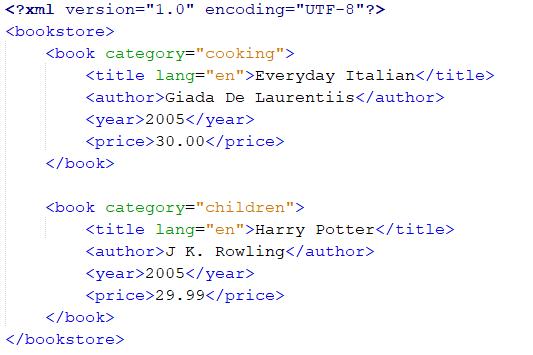 <?xml version="1.0" encoding="UTF-8"?>
<bookstore>
    <book category="cooking">
        <title lang="en">Everyday Italian</title>
        <author>Giada De Laurentiis</author>
        <year>2005</year>
        <price>30.00</price>
    </book>

    <book category="children">
        <title lang="en">Harry Potter</title>
        <author>J K. Rowling</author>
        <year>2005</year>
        <price>29.99</price>
    </book>
</bookstore>